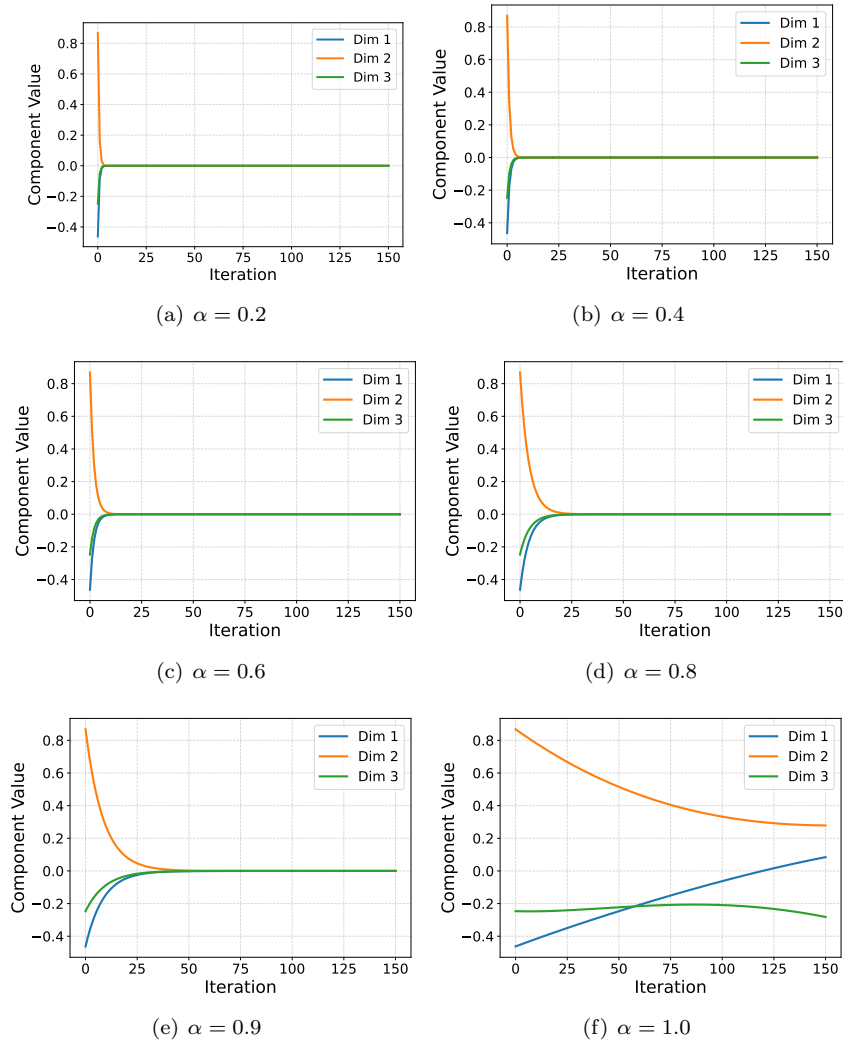 0.8
0.6
0.4
0.2
0.0
−0.2
−0.4
Component Value
0 25 50 75 100 125 150
Iteration
Dim 1
Dim 2
Dim 3
(a) α = 0.2
0.8
0.6
0.4
0.2
0.0
−0.2
−0.4
Component Value
0 25 50 75 100 125 150
Iteration
Dim 1
Dim 2
Dim 3
(b) α = 0.4
0.8
0.6
0.4
0.2
0.0
−0.2
−0.4
Component Value
0 25 50 75 100 125 150
Iteration
Dim 1
Dim 2
Dim 3
(c) α = 0.6
0.8
0.6
0.4
0.2
0.0
−0.2
−0.4
Component Value
0 25 50 75 100 125 150
Iteration
Dim 1
Dim 2
Dim 3
(d) α = 0.8
0.8
0.6
0.4
0.2
0.0
−0.2
−0.4
Component Value
0 25 50 75 100 125 150
Iteration
Dim 1
Dim 2
Dim 3
(e) α = 0.9
0.8
0.6
0.4
0.2
0.0
−0.2
−0.4
Component Value
0 25 50 75 100 125 150
Iteration
Dim 1
Dim 2
Dim 3
(f) α = 1.0